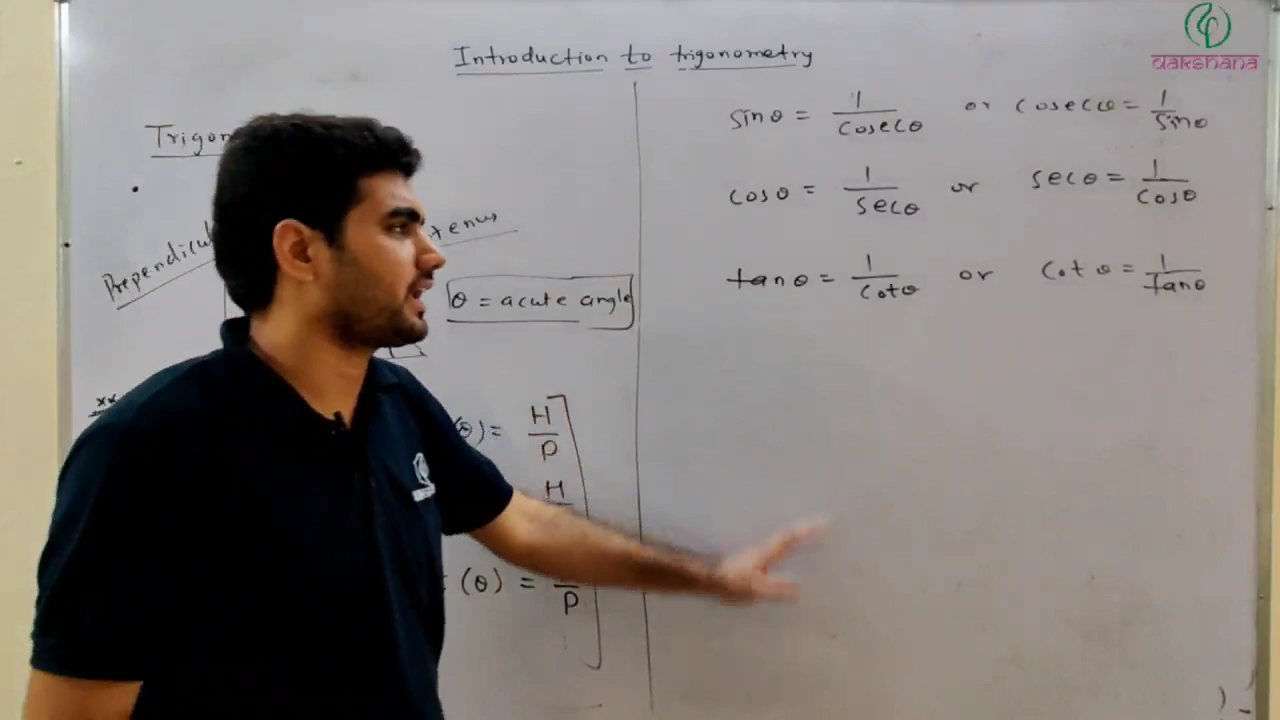 Introduction to trigonometry
dakshana
Trigon
Prependicul
tenus
θ = acute angle
(θ) = H/P
H
(θ) = P
sinθ = 1/cosecθ or cosecθ = 1/sinθ
cosθ = 1/secθ or secθ = 1/cosθ
tanθ = 1/cotθ or cotθ = 1/tanθ